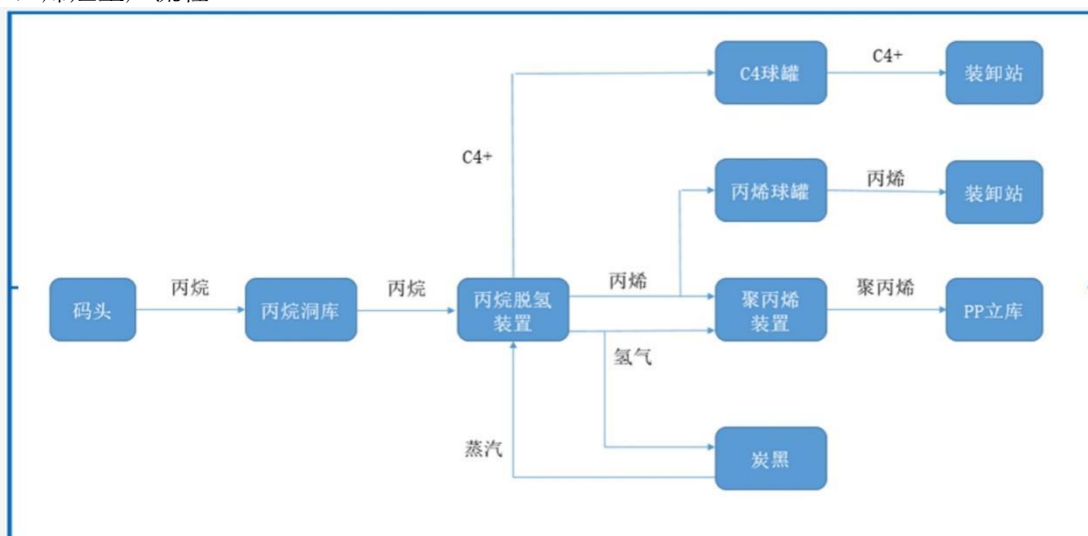 C4+
C4球罐
C4+
装卸站
丙烯球罐
丙烯
装卸站
码头
丙烷
丙烷洞库
丙烷
丙烷脱氢
装置
丙烯
聚丙烯
装置
聚丙烯
PP立库
氢气
蒸汽
炭黑